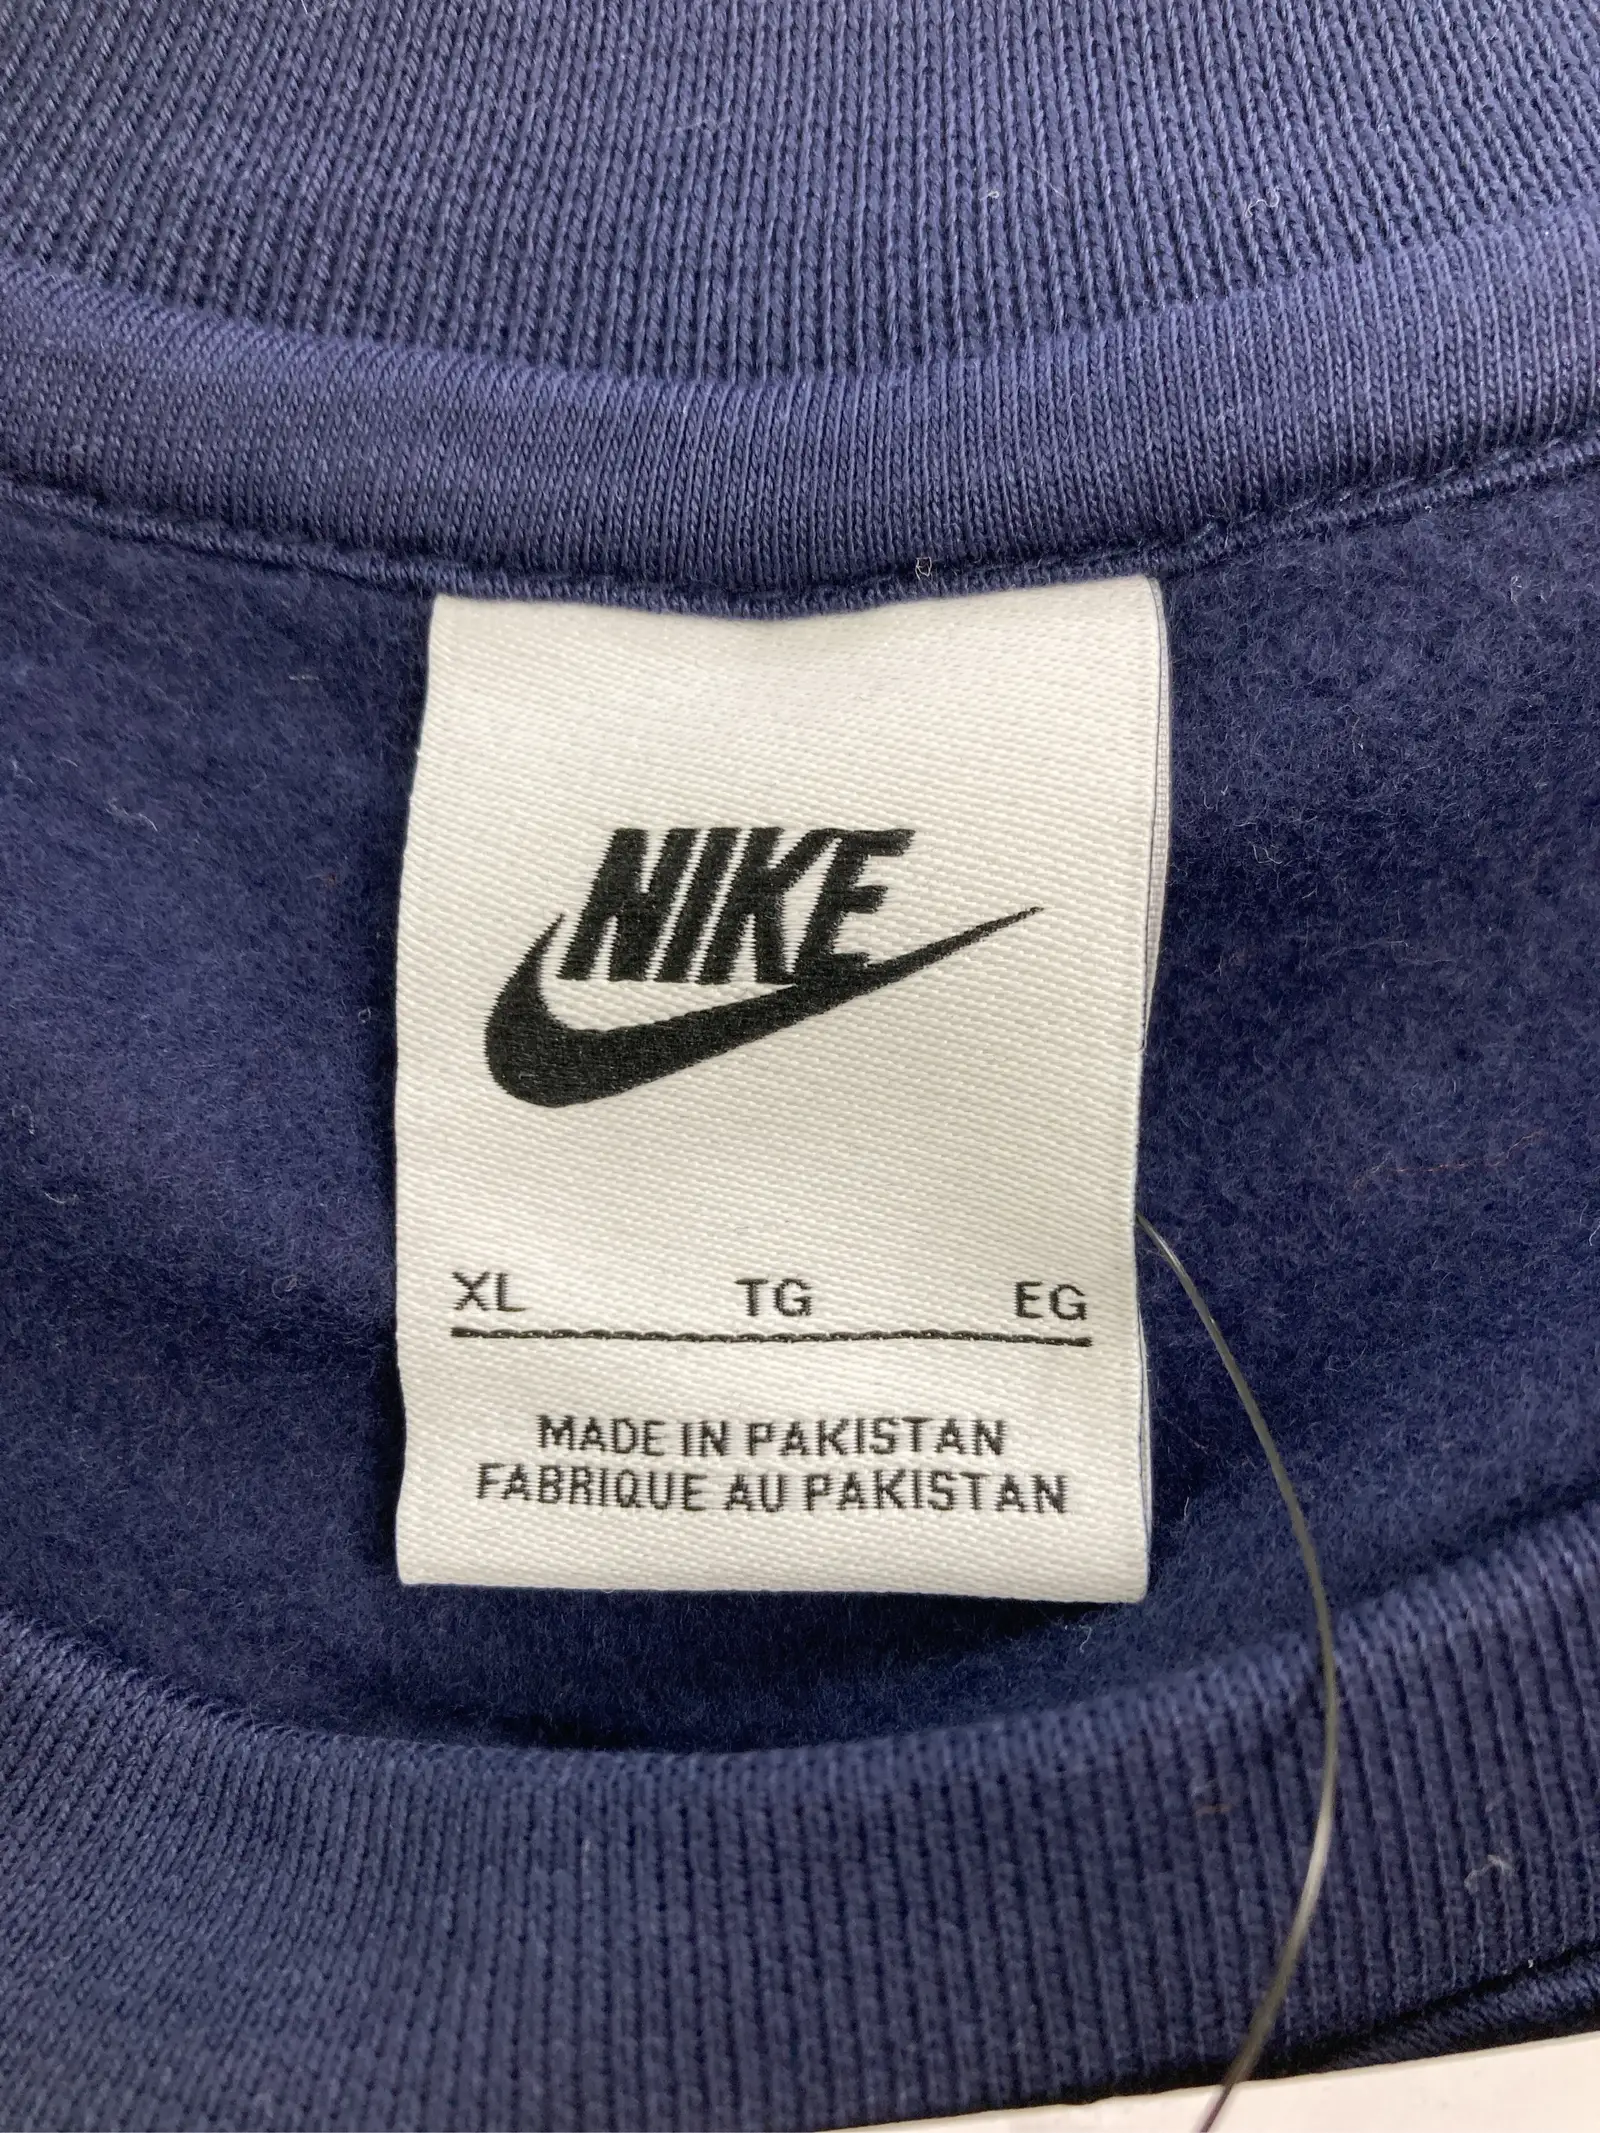 NIKE
XL TG EG
MADE IN PAKISTAN
FABRIQUE AU PAKISTAN